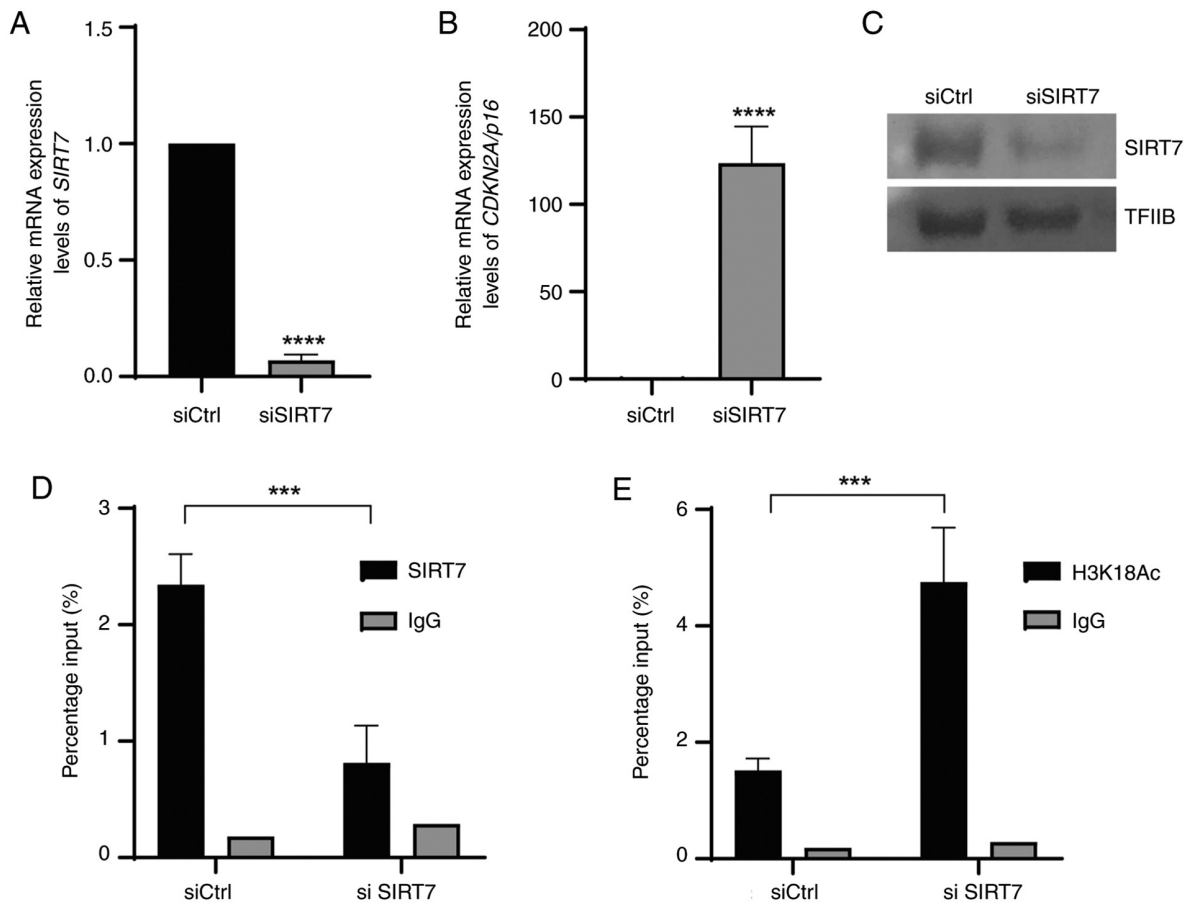 A
Relative mRNA expression
levels of SIRT7
1.5
1.0
0.5
0.0
****
siCtrl
siSIRT7
B
Relative mRNA expression
levels of CDKN2A/p16
200
150
100
50
0
****
siCtrl
siSIRT7
C
siCtrl
siSIRT7
SIRT7
TFIIB
D
Percentage input (%)
3
2
1
0
***
SIRT7
IgG
siCtrl
si SIRT7
E
Percentage input (%)
6
4
2
0
***
H3K18Ac
IgG
siCtrl
si SIRT7